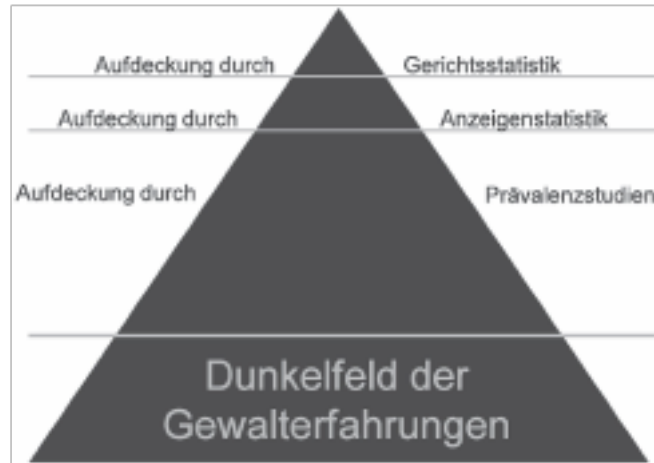 Aufdeckung durch Gerichtsstatistik
Aufdeckung durch Anzeigenstatistik
Aufdeckung durch Prävalenzstudien
Dunkelfeld der
Gewalterfahrungen